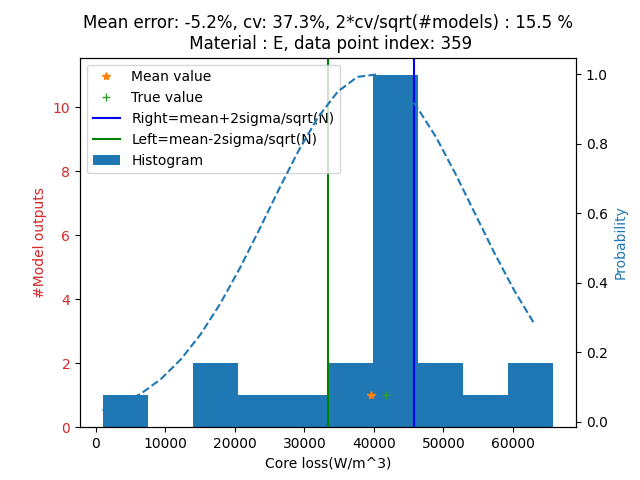 Mean error: -5.2%, cv: 37.3%, 2*cv/sqrt(#models) : 15.5 %
Material : E, data point index: 359
Mean value
True value
Right=mean+2sigma/sqrt(N)
Left=mean-2sigma/sqrt(N)
Histogram
#Model outputs
0
2
4
6
8
10
Probability
0.0
0.2
0.4
0.6
0.8
1.0
0
10000
20000
30000
40000
50000
60000
Core loss(W/m^3)